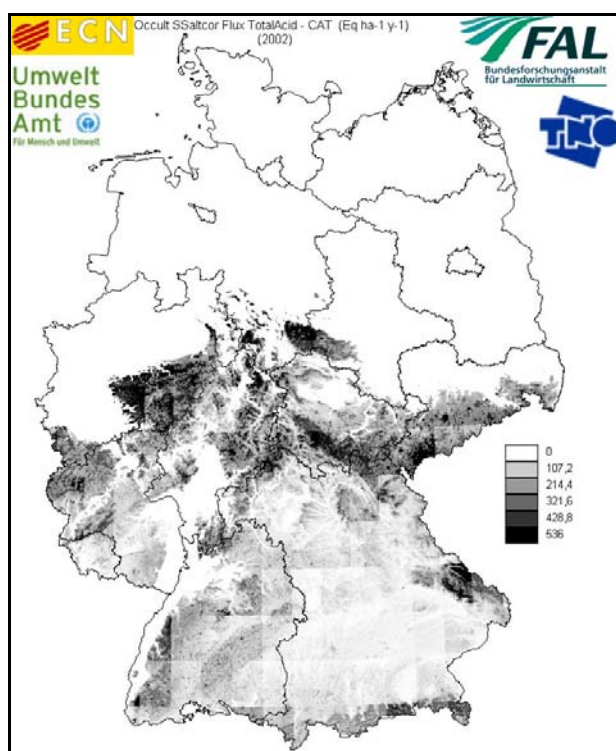 ECN
Occult SSaltcor Flux TotalAcid - CAT (Eq ha-1 y-1)
(2002)
FAL
Bundesforschungsanstalt
für Landwirtschaft
Umwelt
Bundes
Amt
Für Mensch und Umwelt
TNO
0
107,2
214,4
321,6
428,8
536